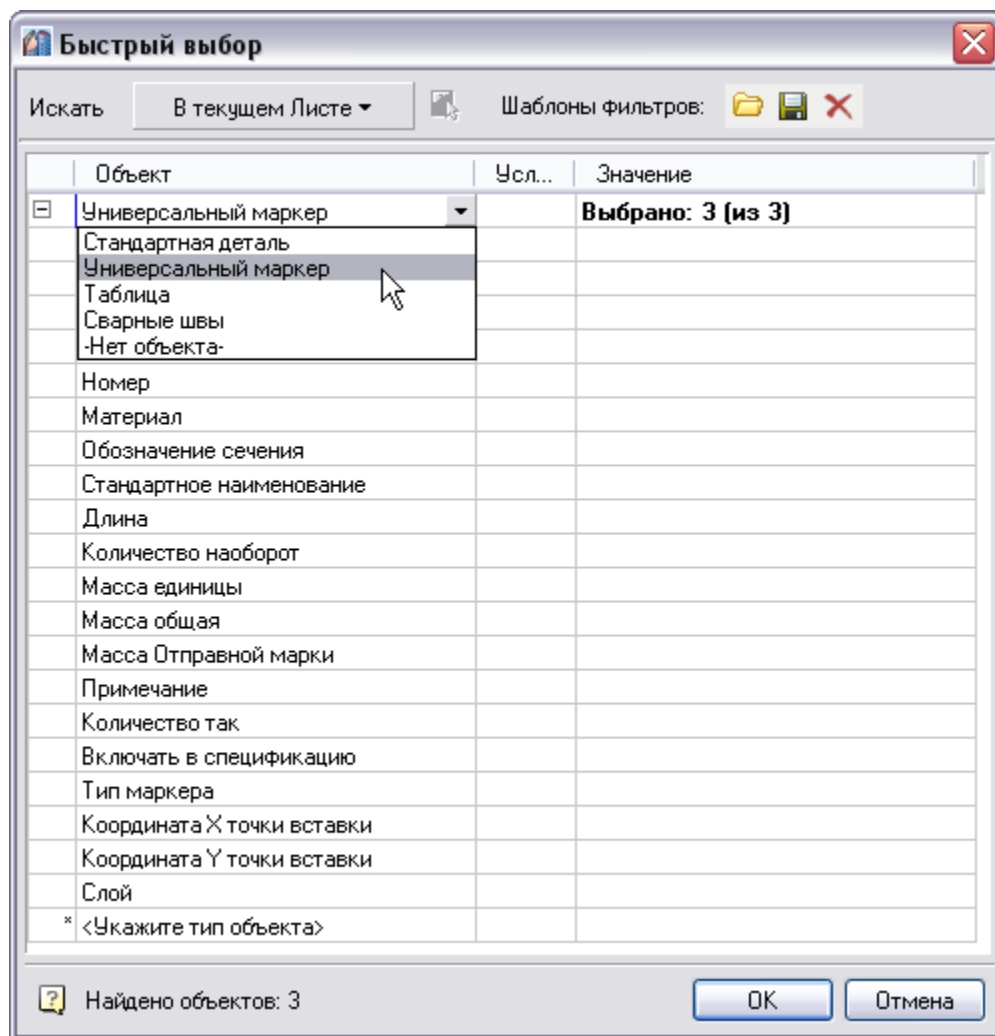 Быстрый выбор
Искать В текущем Листе Шаблоны фильтров:
Объект Усл... Значение
Универсальный маркер Выбрано: 3 (из 3)
Стандартная деталь
Универсальный маркер
Таблица
Сварные швы
-Нет объекта-
Номер
Материал
Обозначение сечения
Стандартное наименование
Длина
Количество наоборот
Масса единицы
Масса общая
Масса Отправной марки
Примечание
Количество так
Включать в спецификацию
Тип маркера
Координата X точки вставки
Координата Y точки вставки
Слой
* <Укажите тип объекта>
Найдено объектов: 3 OK Отмена